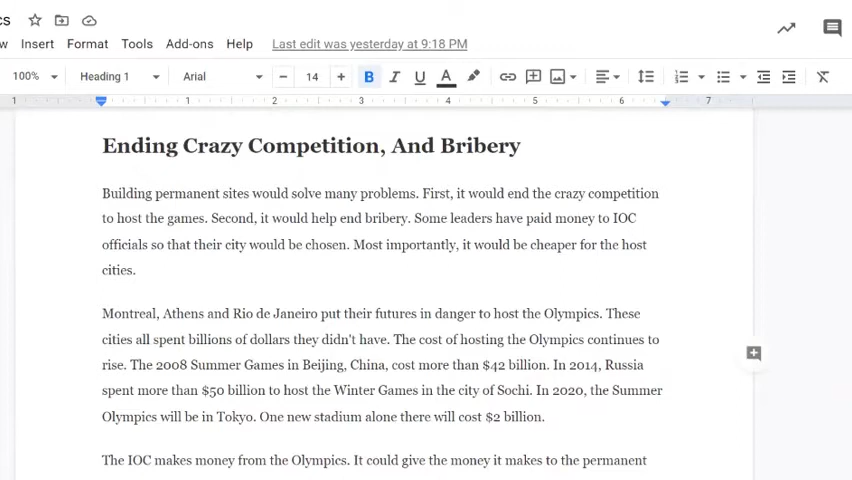 cs
w Insert Format Tools Add-ons Help Last edit was yesterday at 9:18 PM
100% Heading 1 Arial 14 B I U A
1 1 2 3 4 5 6 7
Ending Crazy Competition, And Bribery
Building permanent sites would solve many problems. First, it would end the crazy competition
to host the games. Second, it would help end bribery. Some leaders have paid money to IOC
officials so that their city would be chosen. Most importantly, it would be cheaper for the host
cities.
Montreal, Athens and Rio de Janeiro put their futures in danger to host the Olympics. These
cities all spent billions of dollars they didn't have. The cost of hosting the Olympics continues to
rise. The 2008 Summer Games in Beijing, China, cost more than $42 billion. In 2014, Russia
spent more than $50 billion to host the Winter Games in the city of Sochi. In 2020, the Summer
Olympics will be in Tokyo. One new stadium alone there will cost $2 billion.
The IOC makes money from the Olympics. It could give the money it makes to the permanent